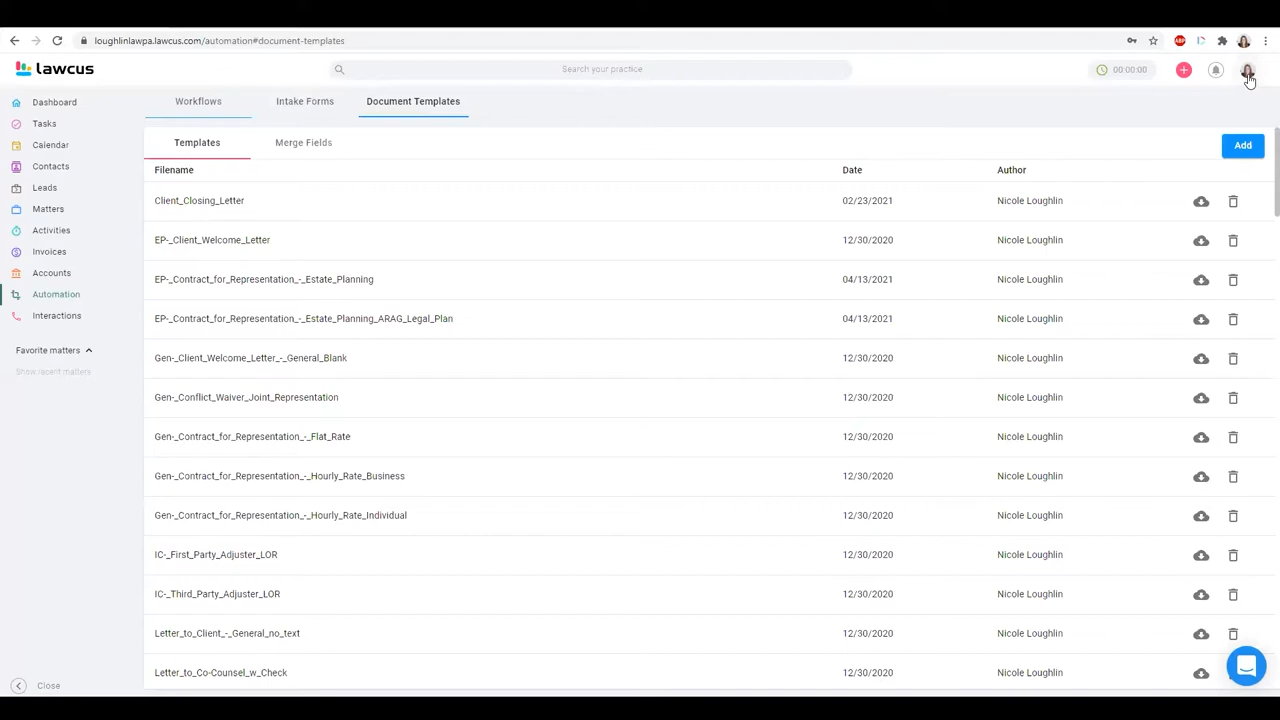 loughlinlawpa.lawcus.com/automation#document-templates
ABP
lawcus
Search your practice
00:00:00
Dashboard
Tasks
Calendar
Contacts
Leads
Matters
Activities
Invoices
Accounts
Automation
Interactions
Favorite matters
Show recent matters
Close
Workflows Intake Forms Document Templates
Templates Merge Fields
Add
Filename Date Author
Client_Closing_Letter 02/23/2021 Nicole Loughlin
EP-_Client_Welcome_Letter 12/30/2020 Nicole Loughlin
EP-_Contract_for_Representation_-_Estate_Planning 04/13/2021 Nicole Loughlin
EP-_Contract_for_Representation_-_Estate_Planning_ARAG_Legal_Plan 04/13/2021 Nicole Loughlin
Gen-_Client_Welcome_Letter_-_General_Blank 12/30/2020 Nicole Loughlin
Gen-_Conflict_Waiver_Joint_Representation 12/30/2020 Nicole Loughlin
Gen-_Contract_for_Representation_-_Flat_Rate 12/30/2020 Nicole Loughlin
Gen-_Contract_for_Representation_-_Hourly_Rate_Business 12/30/2020 Nicole Loughlin
Gen-_Contract_for_Representation_-_Hourly_Rate_Individual 12/30/2020 Nicole Loughlin
IC-_First_Party_Adjuster_LOR 12/30/2020 Nicole Loughlin
IC-_Third_Party_Adjuster_LOR 12/30/2020 Nicole Loughlin
Letter_to_Client_-_General_no_text 12/30/2020 Nicole Loughlin
Letter_to_Co-Counsel_w_Check 12/30/2020 Nicole Loughlin